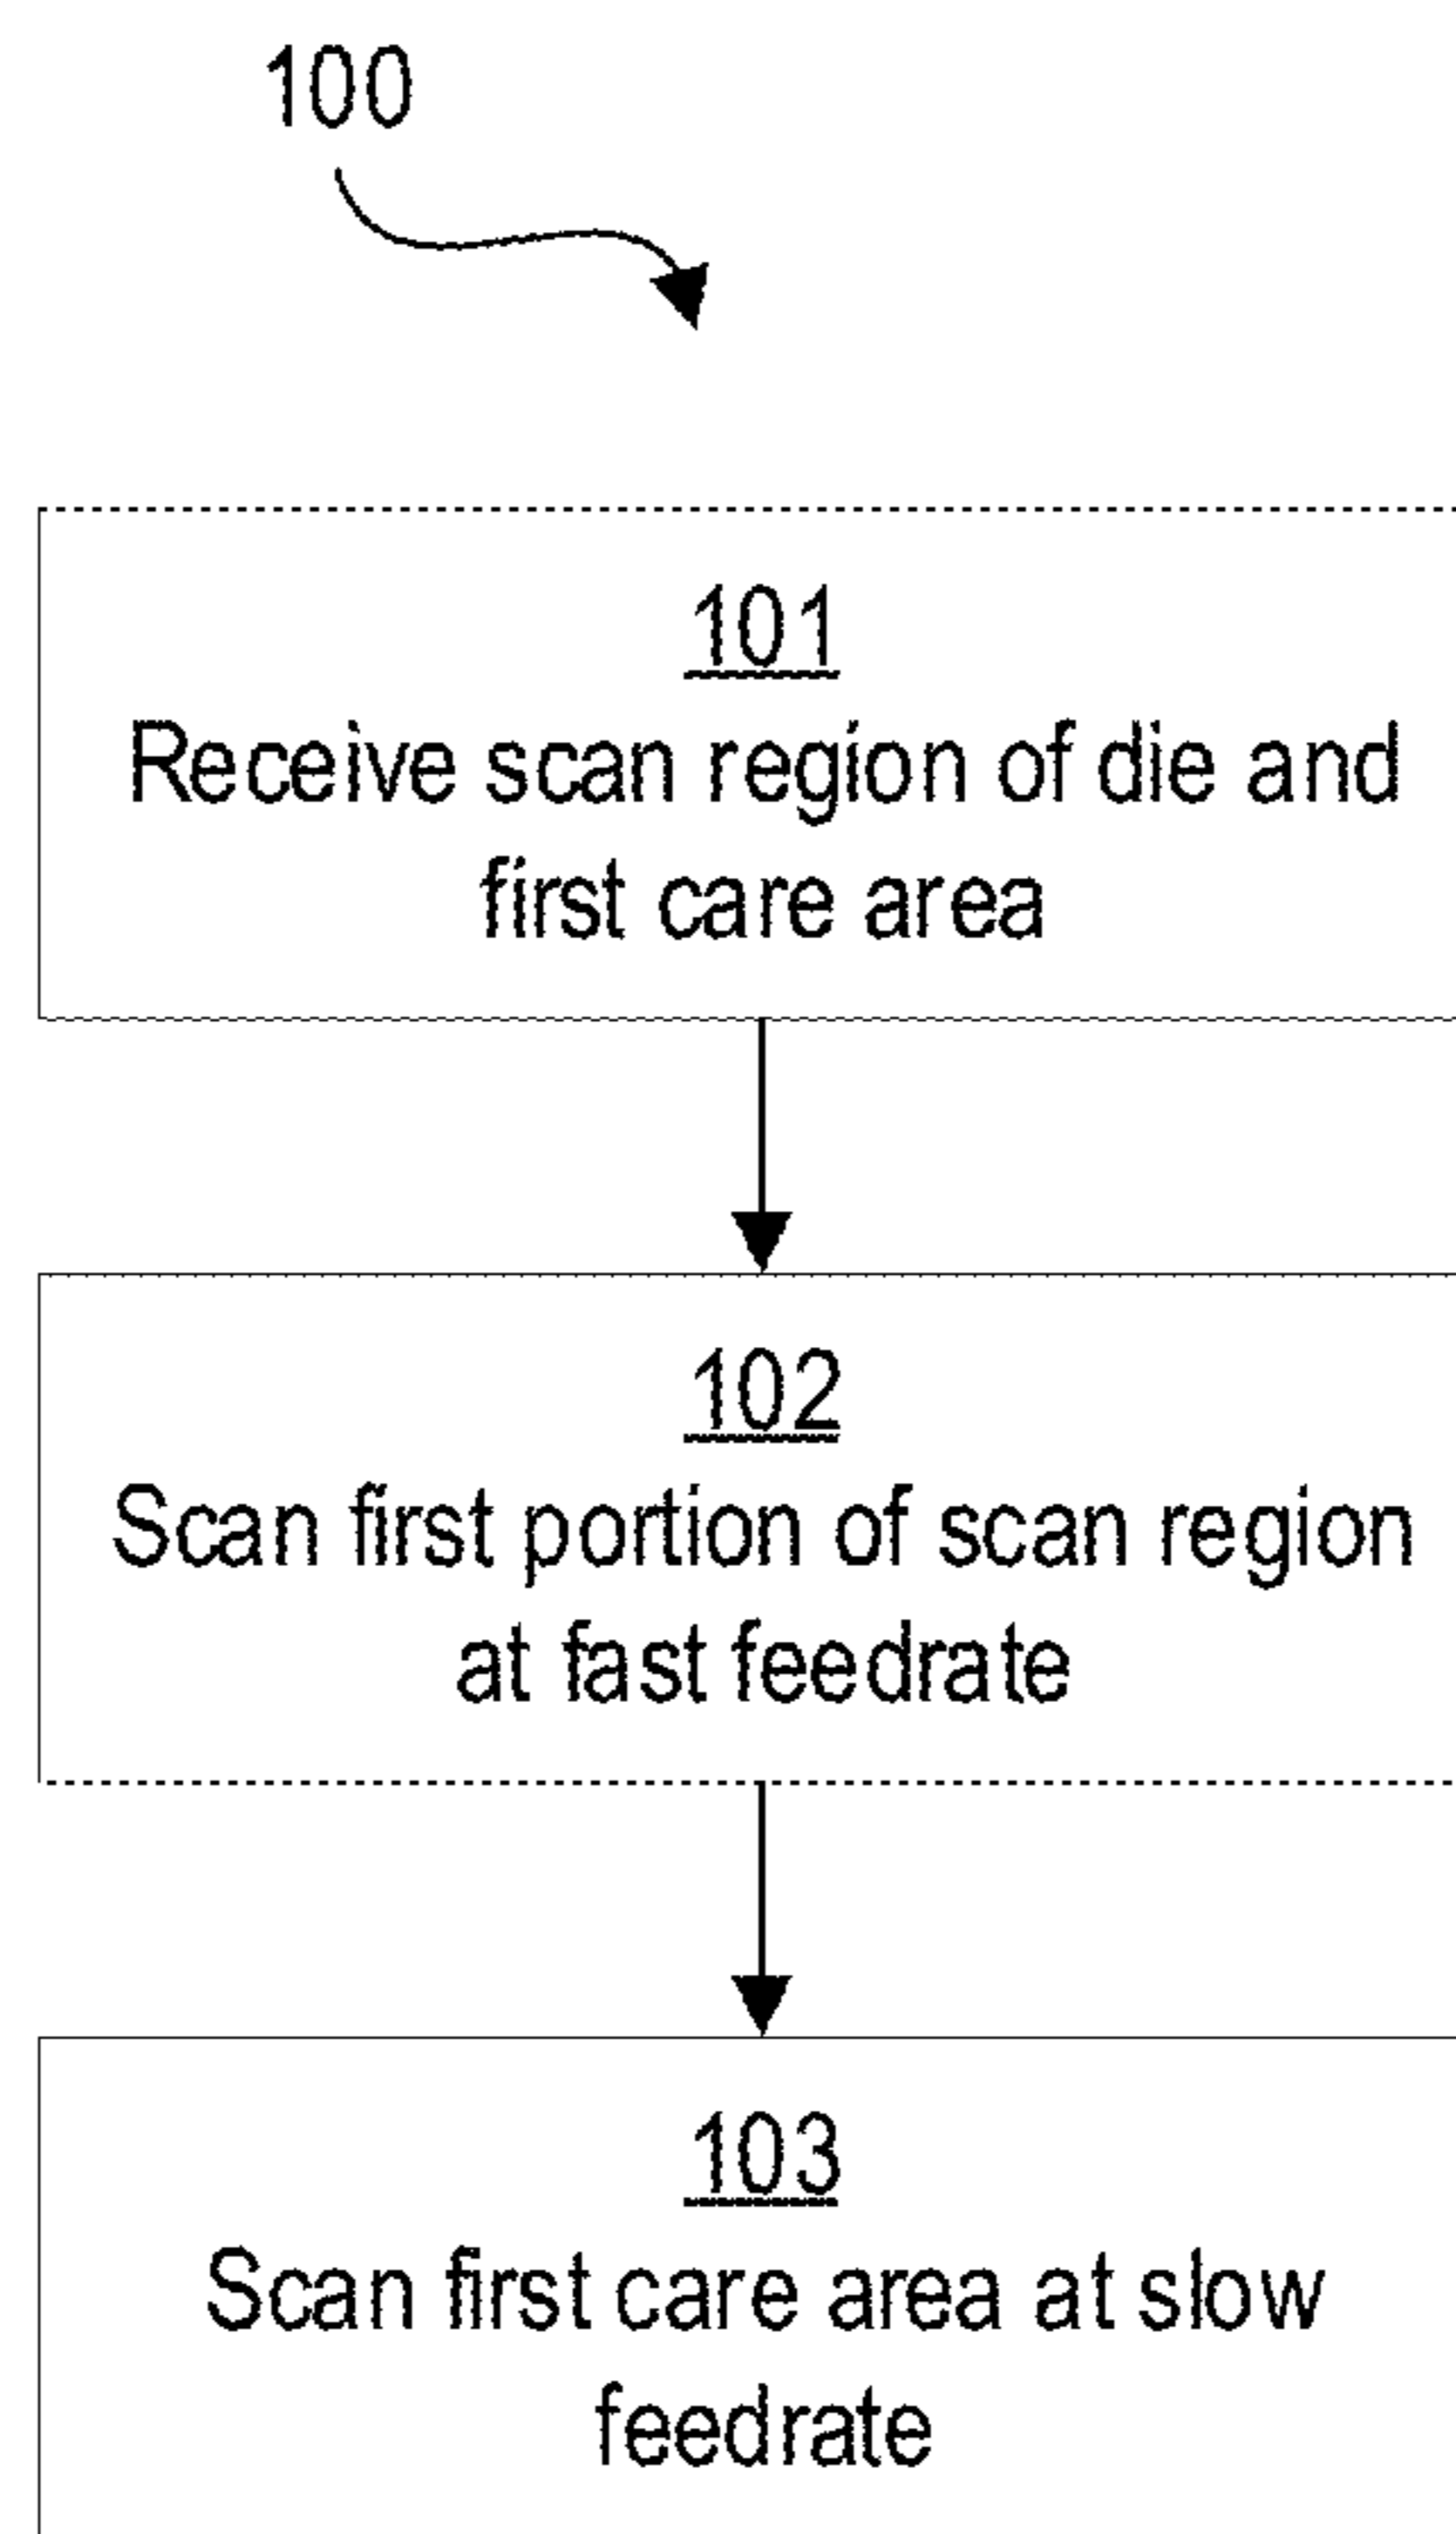 100
101
Receive scan region of die and
first care area
102
Scan first portion of scan region
at fast feedrate
103
Scan first care area at slow
feedrate